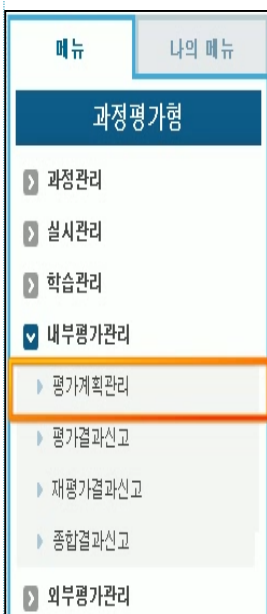 메뉴
나의 메뉴
과정평가형
과정관리
실시관리
학습관리
내부평가관리
평가계획관리
평가결과신고
재평가결과신고
종합결과신고
외부평가관리